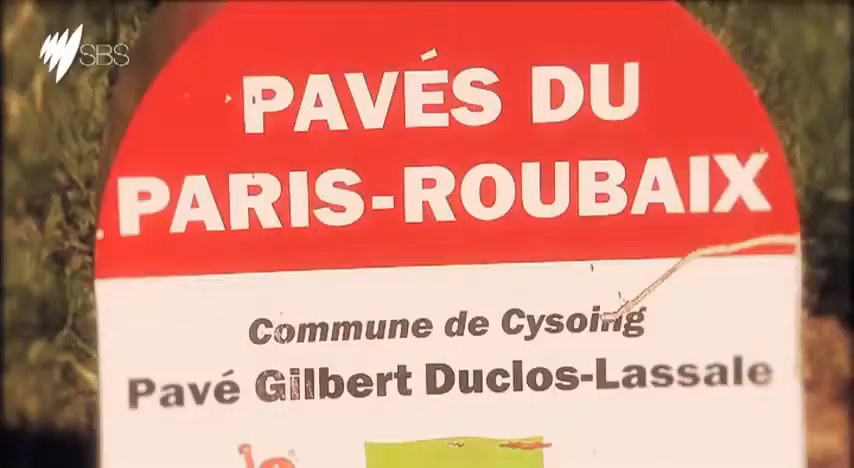 SBS
PAVÉS DU
PARIS-ROUBAIX
Commune de Cysoing
Pavé Gilbert Duclos-Lassale